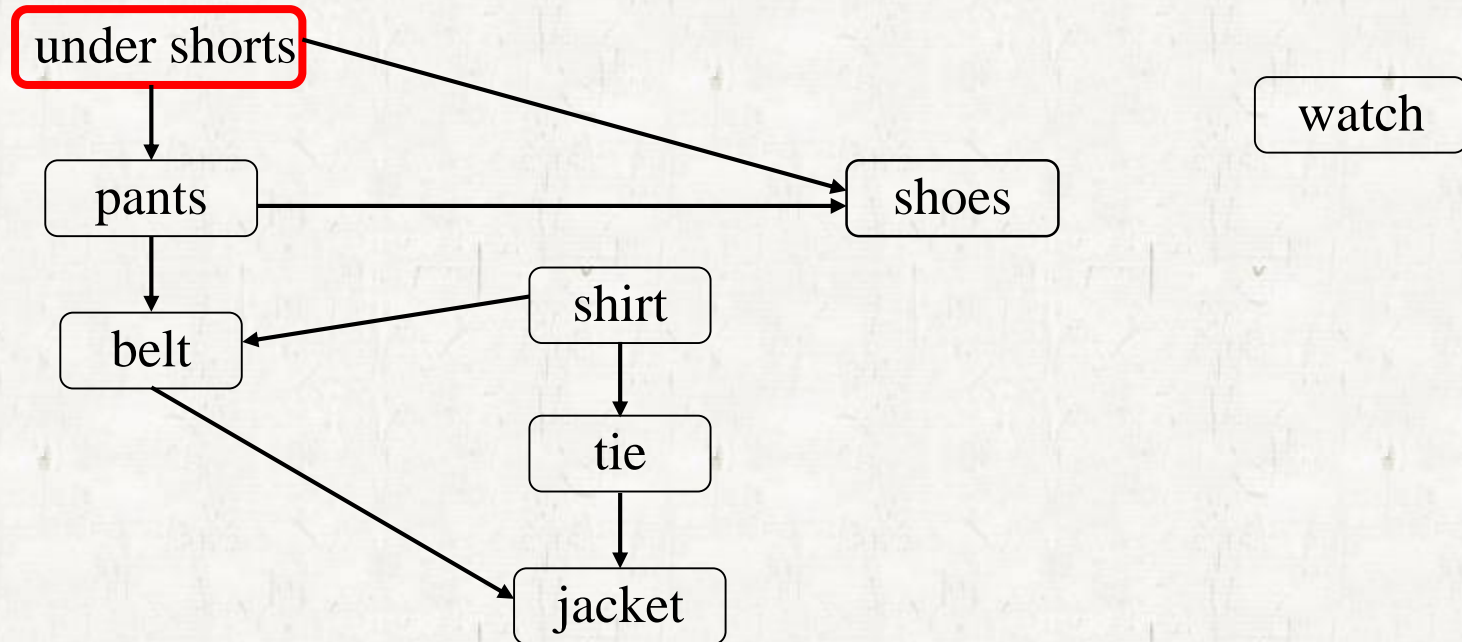 under shorts
watch
pants
shoes
shirt
belt
tie
jacket